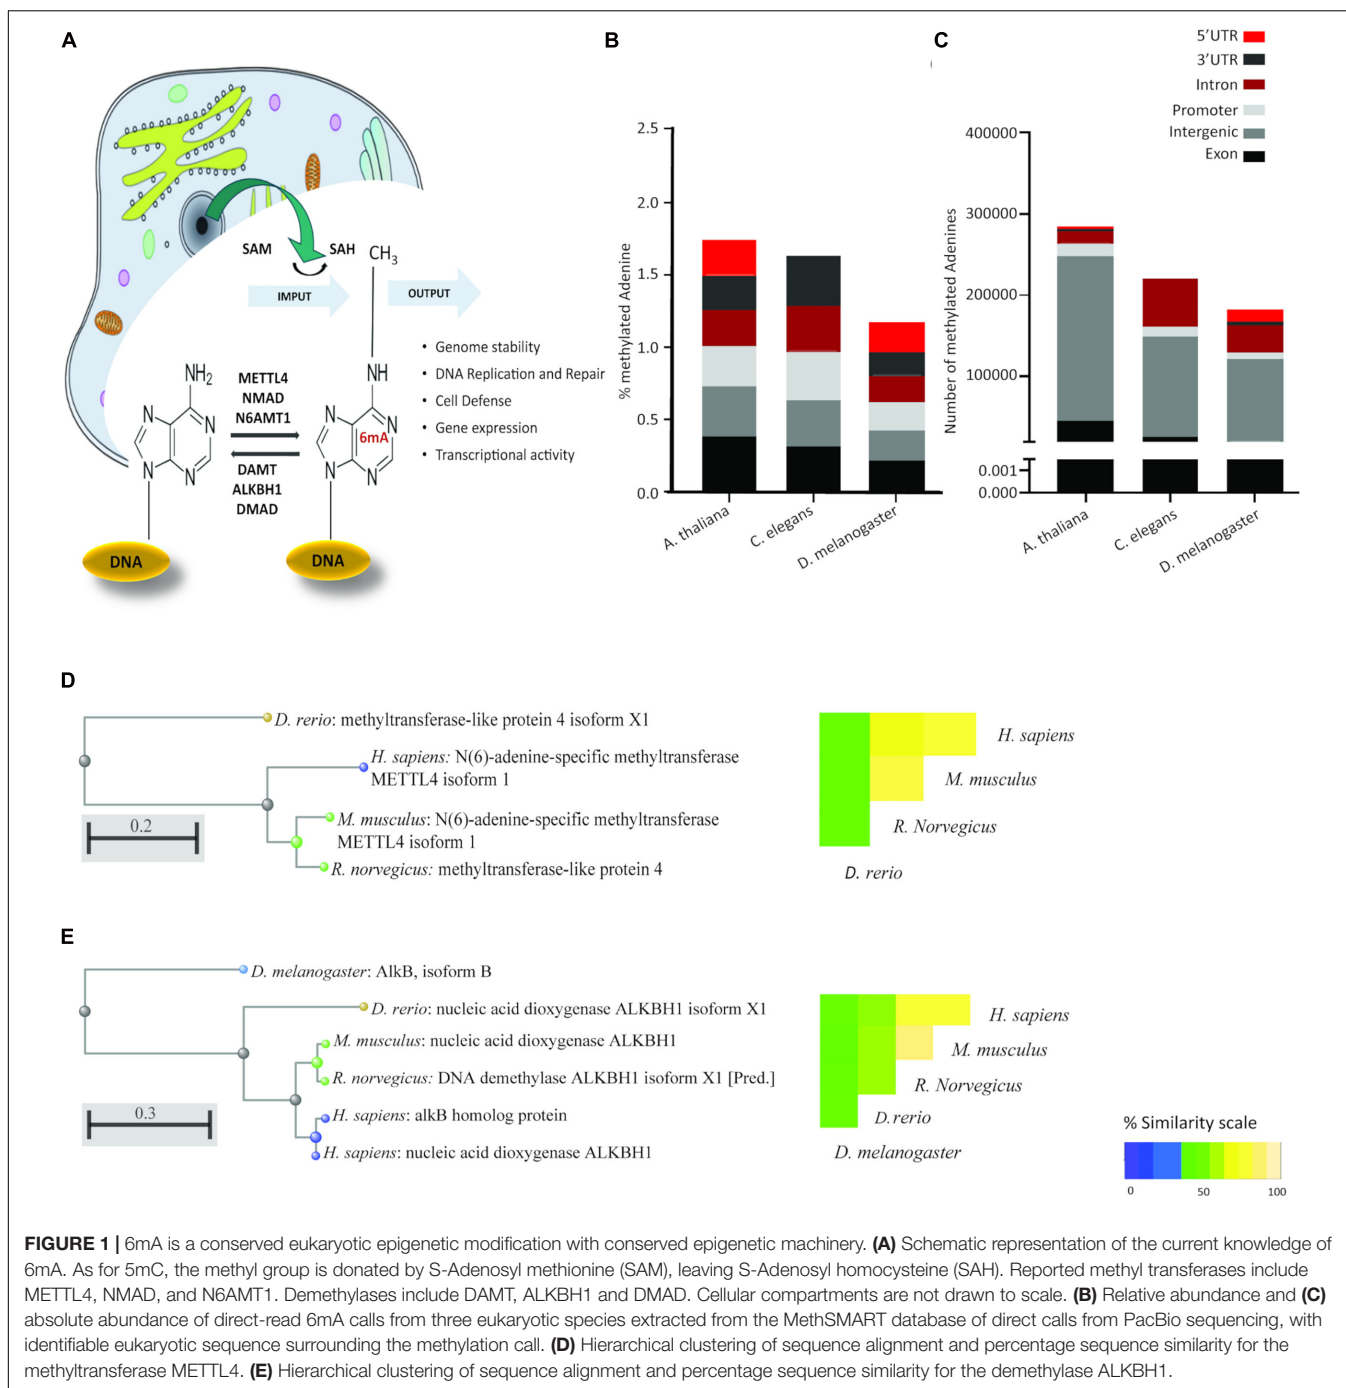 A
SAM
SAH
CH3
IMPUT
OUTPUT
• Genome stability
• DNA Replication and Repair
• Cell Defense
• Gene expression
• Transcriptional activity
NH2
NH
METTL4
NMAD
N6AMT1
DAMT
ALKBH1
DMAD
N
N
N
N
N
N
N
N
6mA
DNA
DNA
B
% methylated Adenine
2.5
2.0
1.5
1.0
0.5
0.0
A. thaliana
C. elegans
D. melanogaster
C
5'UTR
3'UTR
Intron
Promoter
Intergenic
Exon
Number of methylated Adenines
400000
300000
200000
100000
0.001
0.000
A. thaliana
C. elegans
D. melanogaster
D
D. rerio: methyltransferase-like protein 4 isoform X1
H. sapiens: N(6)-adenine-specific methyltransferase
METTL4 isoform 1
M. musculus: N(6)-adenine-specific methyltransferase
METTL4 isoform 1
R. norvegicus: methyltransferase-like protein 4
0.2
H. sapiens
M. musculus
R. Norvegicus
D. rerio
E
D. melanogaster: AlkB, isoform B
D. rerio: nucleic acid dioxygenase ALKBH1 isoform X1
M. musculus: nucleic acid dioxygenase ALKBH1
R. norvegicus: DNA demethylase ALKBH1 isoform X1 [Pred.]
H. sapiens: alkB homolog protein
H. sapiens: nucleic acid dioxygenase ALKBH1
0.3
H. sapiens
M. musculus
R. Norvegicus
D.rerio
D. melanogaster
% Similarity scale
0 50 100
FIGURE 1 | 6mA is a conserved eukaryotic epigenetic modification with conserved epigenetic machinery. (A) Schematic representation of the current knowledge of
6mA. As for 5mC, the methyl group is donated by S-Adenosyl methionine (SAM), leaving S-Adenosyl homocysteine (SAH). Reported methyl transferases include
METTL4, NMAD, and N6AMT1. Demethylases include DAMT, ALKBH1 and DMAD. Cellular compartments are not drawn to scale. (B) Relative abundance and (C)
absolute abundance of direct-read 6mA calls from three eukaryotic species extracted from the MethSMART database of direct calls from PacBio sequencing, with
identifiable eukaryotic sequence surrounding the methylation call. (D) Hierarchical clustering of sequence alignment and percentage sequence similarity for the
methyltransferase METTL4. (E) Hierarchical clustering of sequence alignment and percentage sequence similarity for the demethylase ALKBH1.